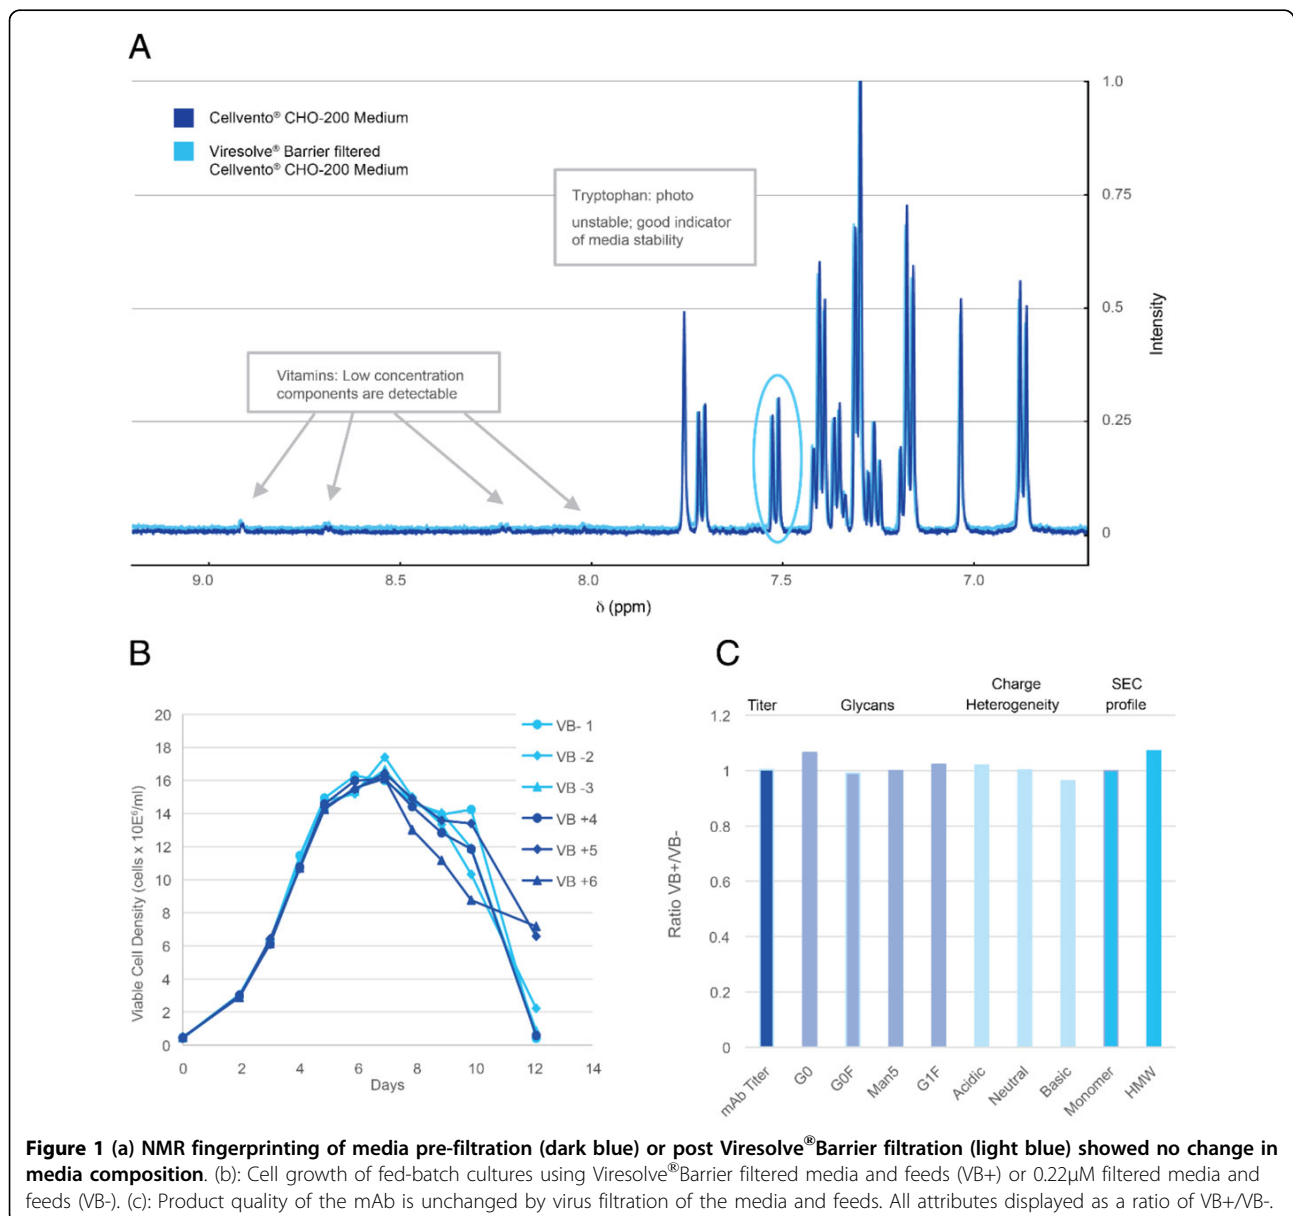 A
Cellvento® CHO-200 Medium
Viresolve® Barrier filtered
Cellvento® CHO-200 Medium
Tryptophan: photo
unstable; good indicator
of media stability
Vitamins: Low concentration
components are detectable
1.0
0.75
0.5
0.25
0
Intensity
9.0 8.5 8.0 7.5 7.0
δ (ppm)
B
20
18
16
14
12
10
8
6
4
2
0
Viable Cell Density (cells x 10E⁶/ml)
0 2 4 6 8 10 12 14
Days
VB- 1
VB -2
VB -3
VB +4
VB +5
VB +6
C
Titer
Glycans
Charge
Heterogeneity
SEC
profile
1.2
1
0.8
0.6
0.4
0.2
0
Ratio VB+/VB-
mAb Titer
G0
G0F
Man5
G1F
Acidic
Neutral
Basic
Monomer
HMW
Figure 1 (a) NMR fingerprinting of media pre-filtration (dark blue) or post Viresolve®Barrier filtration (light blue) showed no change in
media composition. (b): Cell growth of fed-batch cultures using Viresolve®Barrier filtered media and feeds (VB+) or 0.22μM filtered media and
feeds (VB-). (c): Product quality of the mAb is unchanged by virus filtration of the media and feeds. All attributes displayed as a ratio of VB+/VB-.